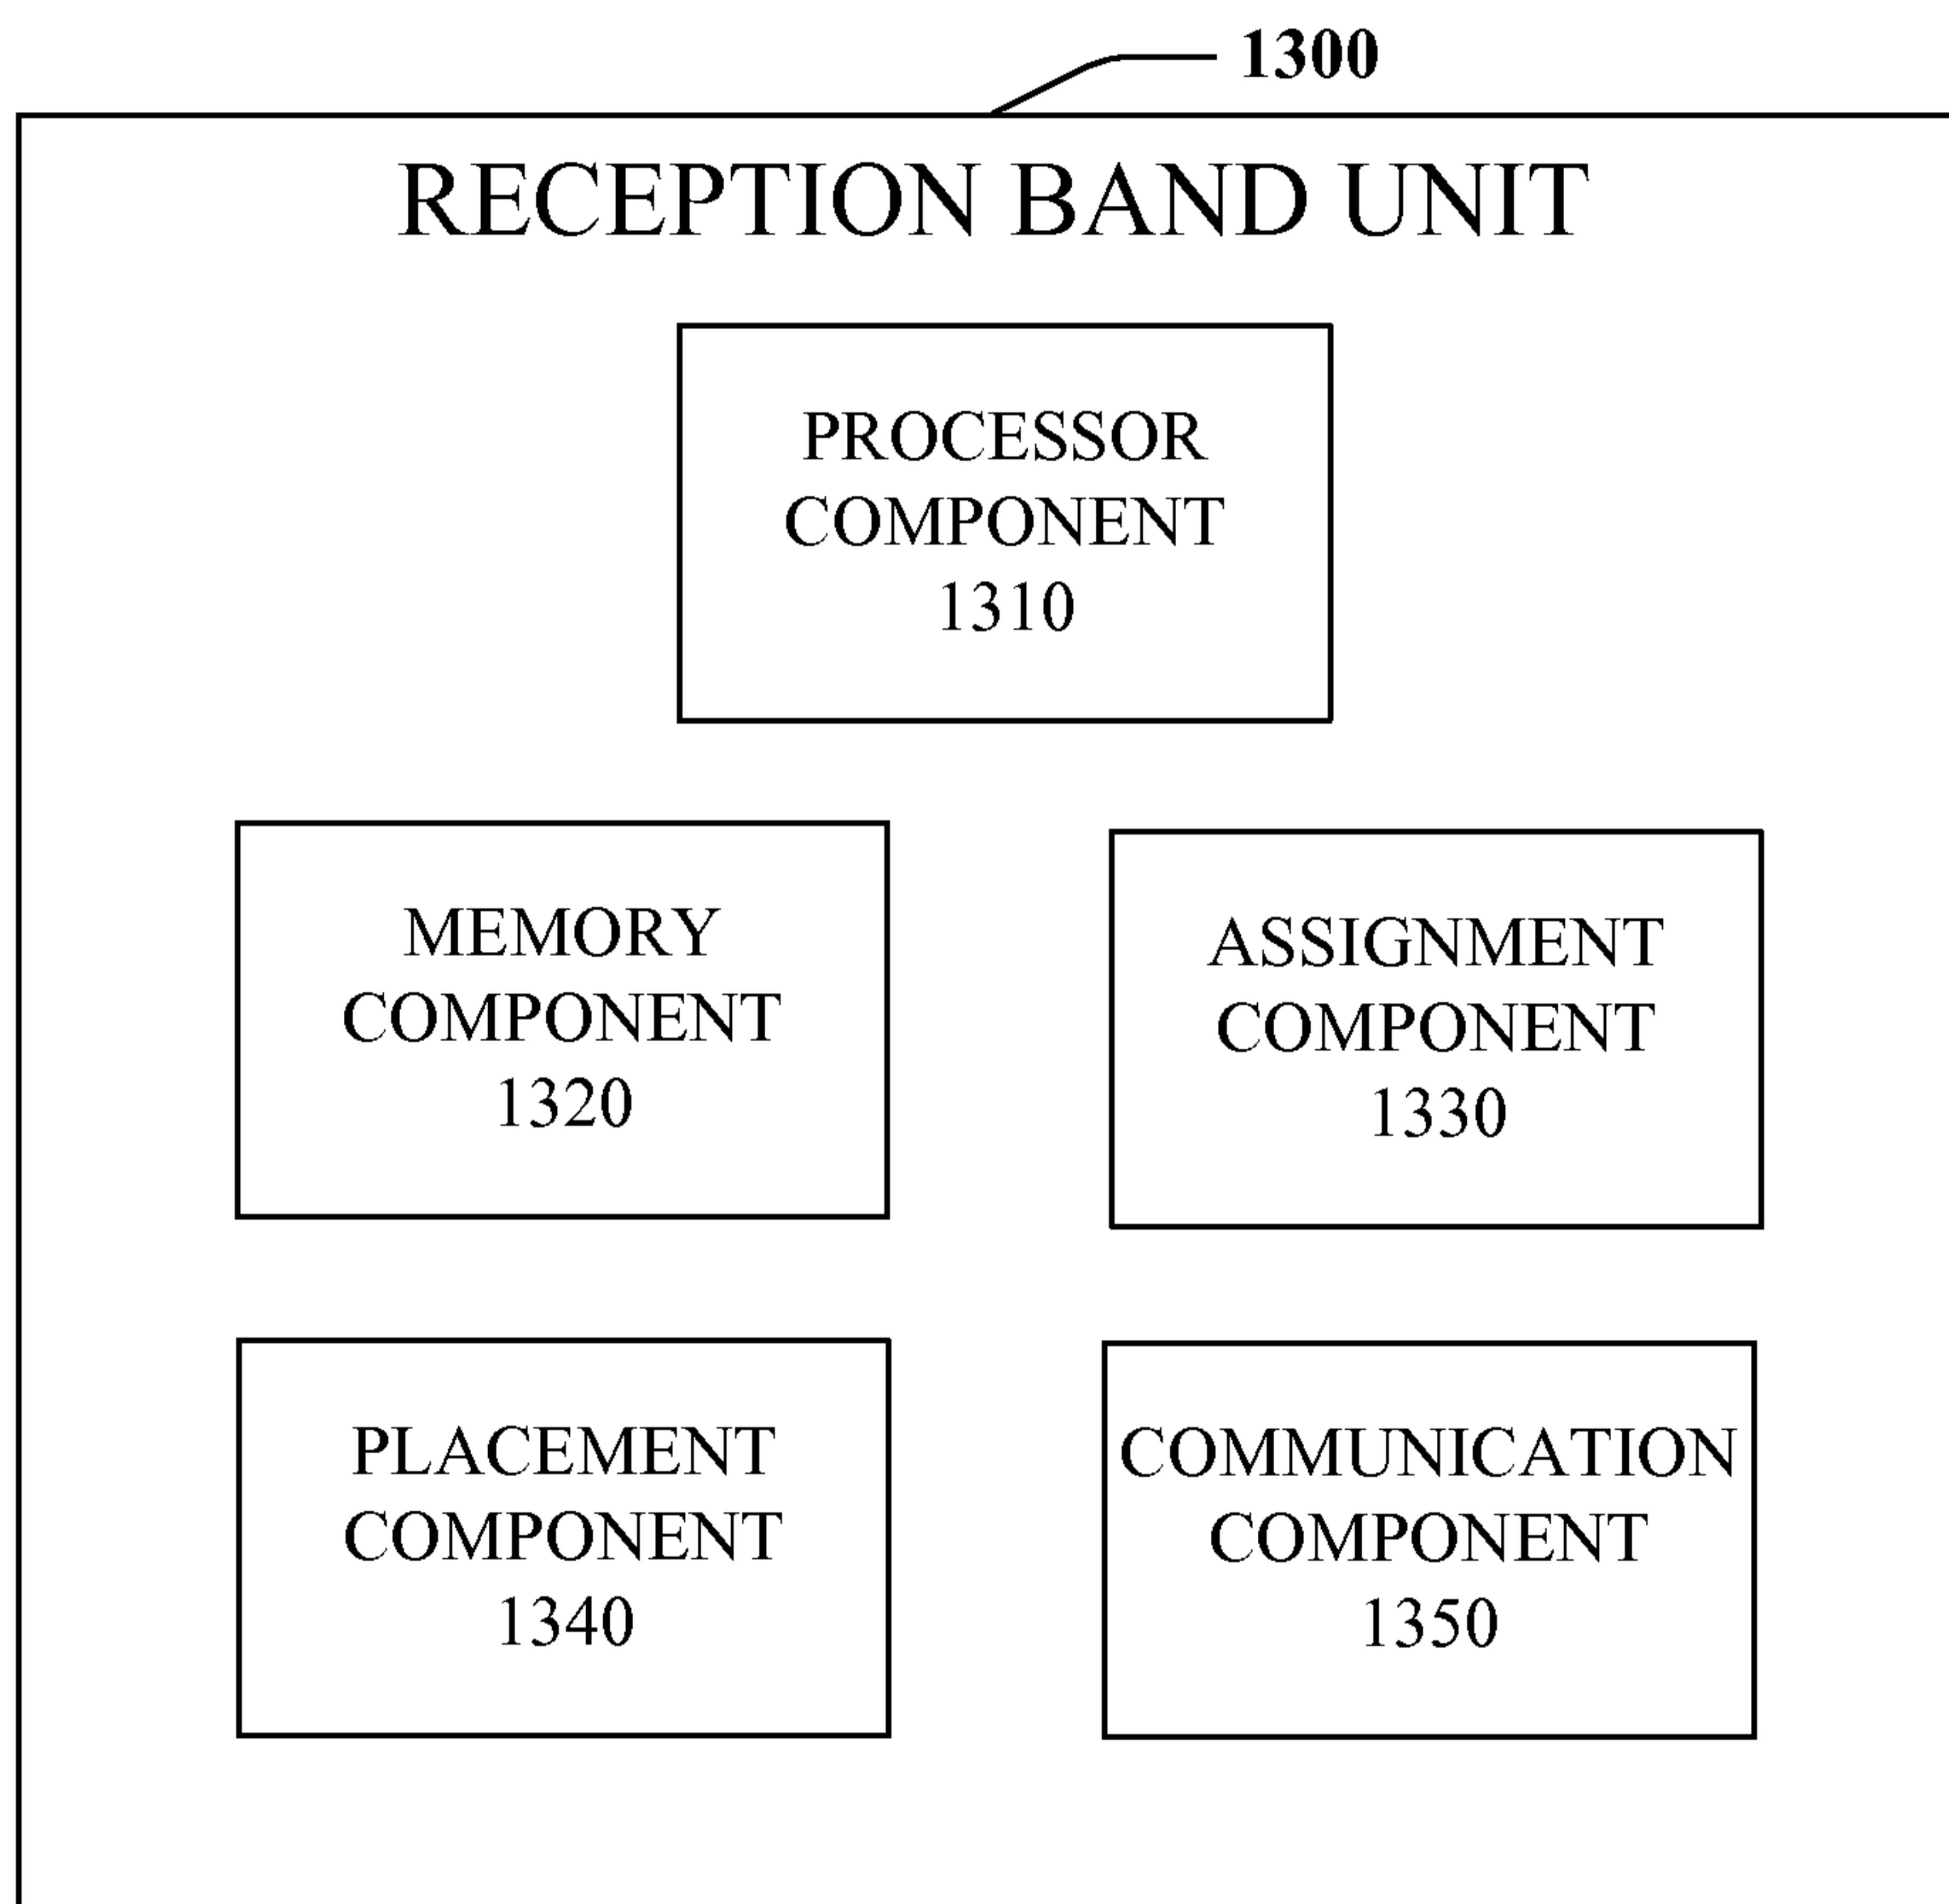 1300
RECEPTION BAND UNIT
PROCESSOR
COMPONENT
1310
MEMORY
COMPONENT
1320
ASSIGNMENT
COMPONENT
1330
PLACEMENT
COMPONENT
1340
COMMUNICATION
COMPONENT
1350